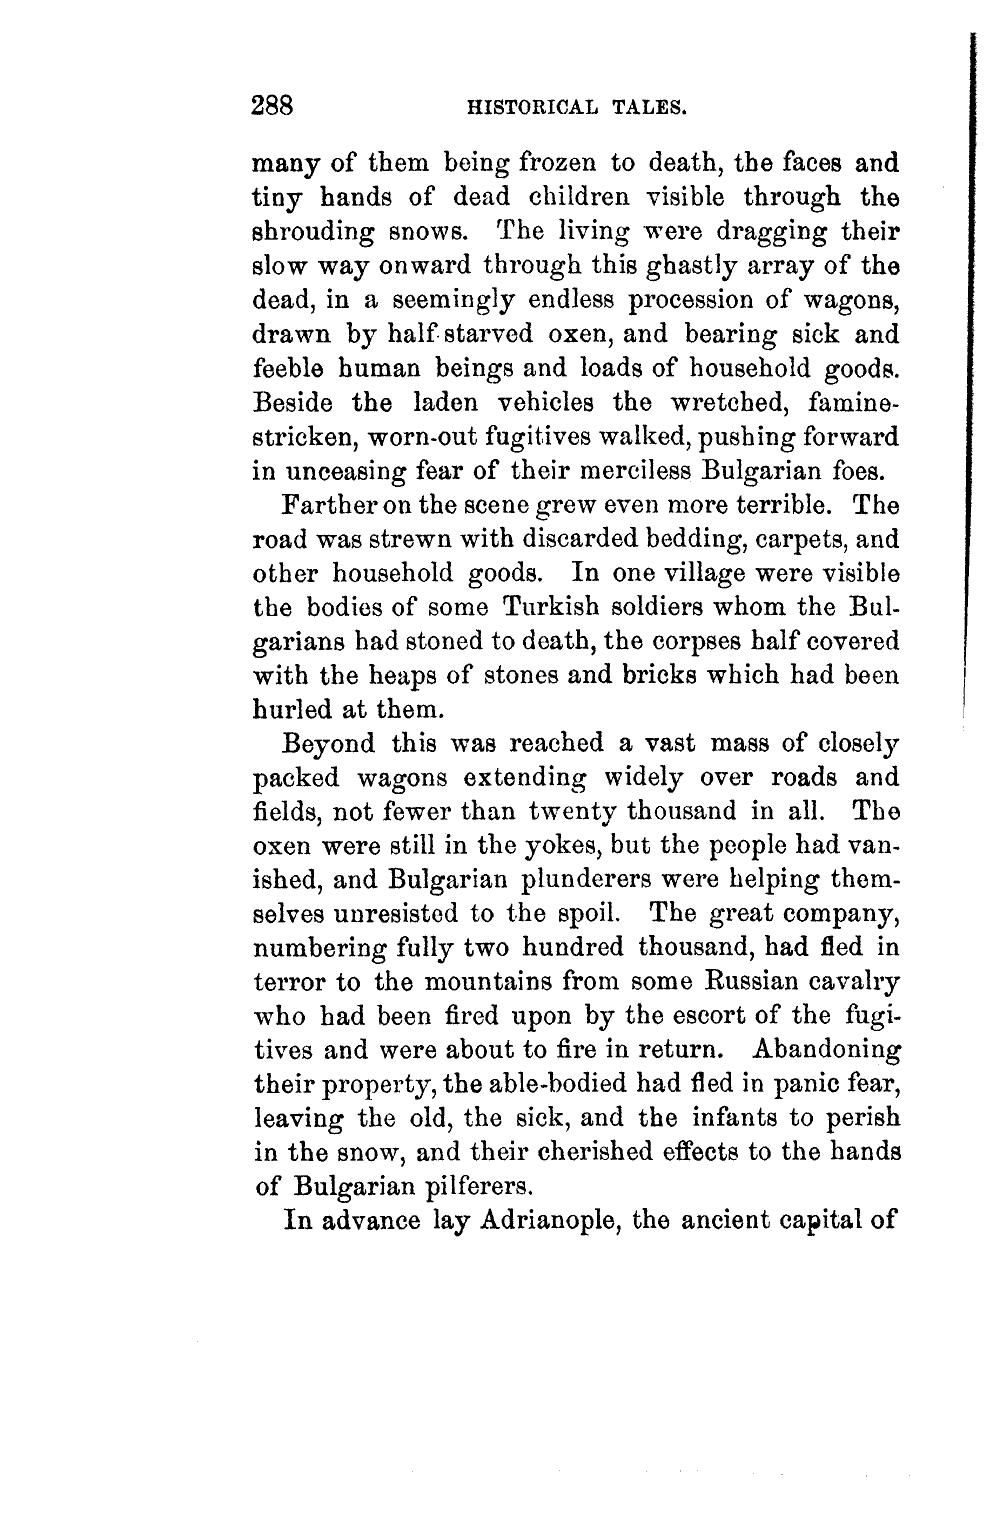 288 HISTORICAL TALES.
many of them being frozen to death, the faces and
tiny hands of dead children visible through the
shrouding snows. The living were dragging their
slow way onward through this ghastly array of the
dead, in a seemingly endless procession of wagons,
drawn by half-starved oxen, and bearing sick and
feeble human beings and loads of household goods.
Beside the laden vehicles the wretched, famine-
stricken, worn-out fugitives walked, pushing forward
in unceasing fear of their merciless Bulgarian foes.
Farther on the scene grew even more terrible. The
road was strewn with discarded bedding, carpets, and
other household goods. In one village were visible
the bodies of some Turkish soldiers whom the Bul-
garians had stoned to death, the corpses half covered
with the heaps of stones and bricks which had been
hurled at them.
Beyond this was reached a vast mass of closely
packed wagons extending widely over roads and
fields, not fewer than twenty thousand in all. The
oxen were still in the yokes, but the people had van-
ished, and Bulgarian plunderers were helping them-
selves unresisted to the spoil. The great company,
numbering fully two hundred thousand, had fled in
terror to the mountains from some Russian cavalry
who had been fired upon by the escort of the fugi-
tives and were about to fire in return. Abandoning
their property, the able-bodied had fled in panic fear,
leaving the old, the sick, and the infants to perish
in the snow, and their cherished effects to the hands
of Bulgarian pilferers.
In advance lay Adrianople, the ancient capital of